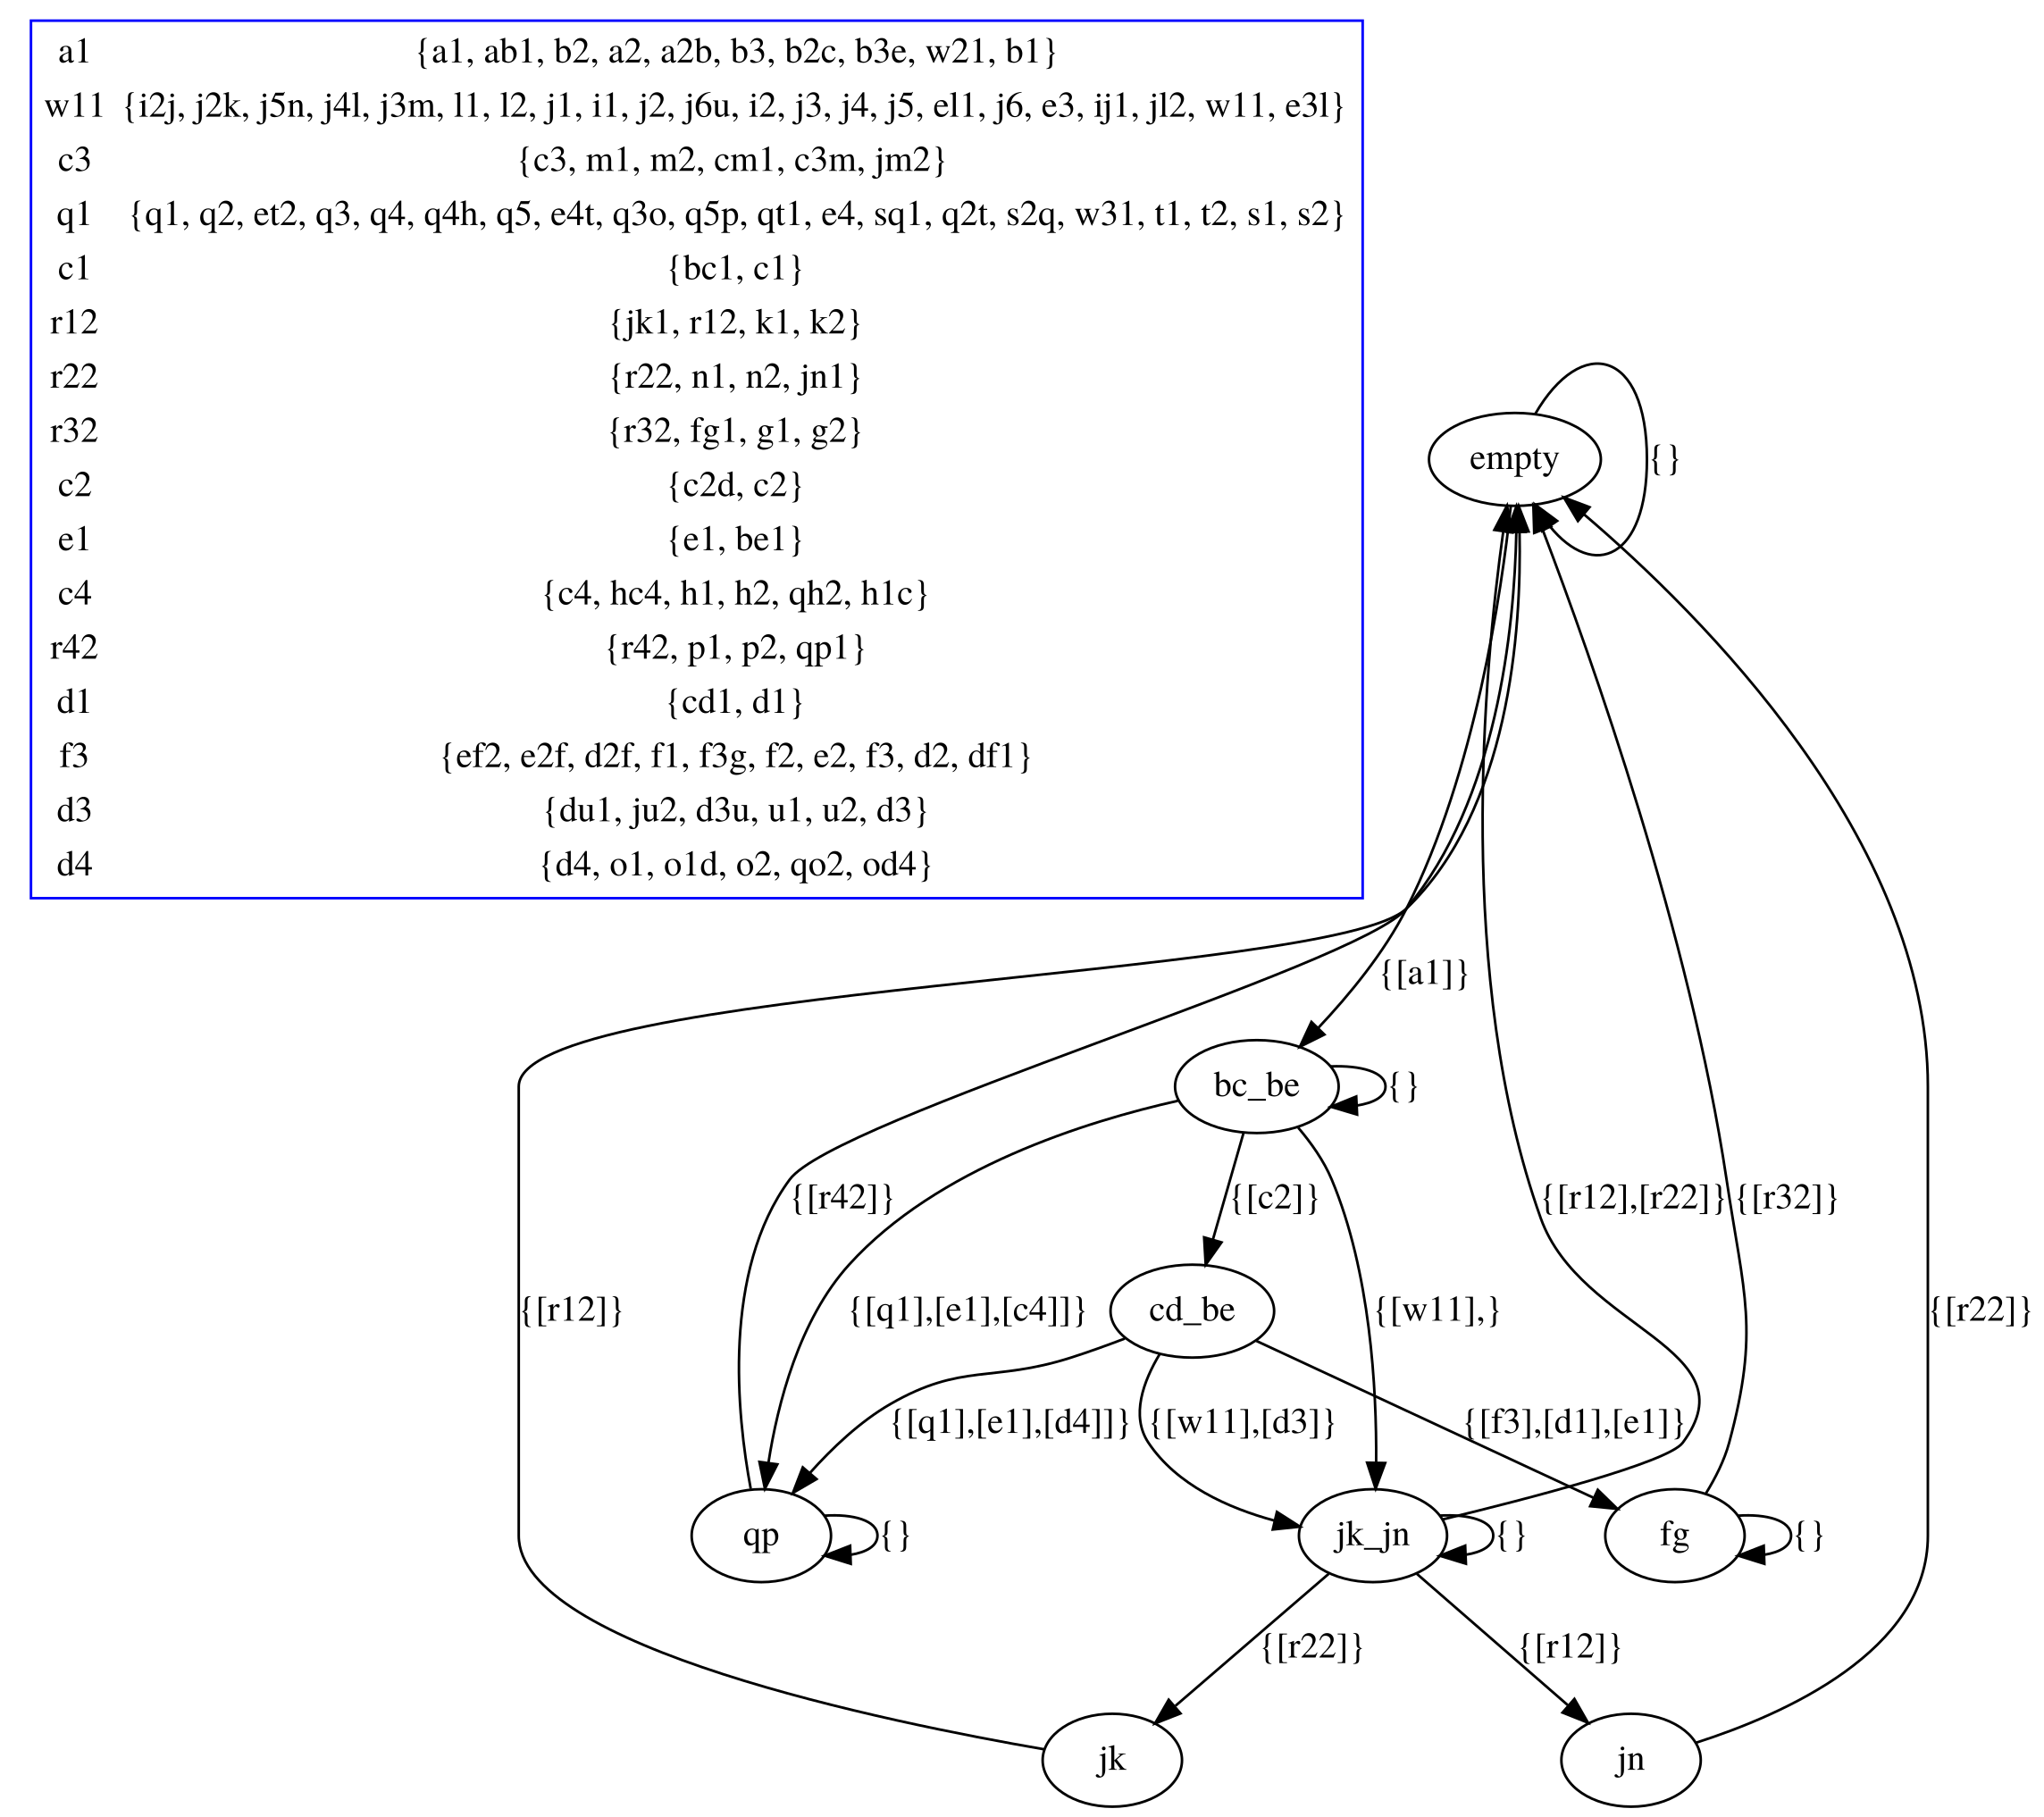 a1 {a1, ab1, b2, a2, a2b, b3, b2c, b3e, w21, b1}
w11 {i2j, j2k, j5n, j4l, j3m, l1, l2, j1, i1, j2, j6u, i2, j3, j4, j5, el1, j6, e3, ij1, jl2, w11, e3l}
c3 {c3, m1, m2, cm1, c3m, jm2}
q1 {q1, q2, et2, q3, q4, q4h, q5, e4t, q3o, q5p, qt1, e4, sq1, q2t, s2q, w31, t1, t2, s1, s2}
c1 {bc1, c1}
r12 {jk1, r12, k1, k2}
r22 {r22, n1, n2, jn1}
r32 {r32, fg1, g1, g2}
c2 {c2d, c2}
e1 {e1, be1}
c4 {c4, hc4, h1, h2, qh2, h1c}
r42 {r42, p1, p2, qp1}
d1 {cd1, d1}
f3 {ef2, e2f, d2f, f1, f3g, f2, e2, f3, d2, df1}
d3 {du1, ju2, d3u, u1, u2, d3}
d4 {d4, o1, o1d, o2, qo2, od4}
empty
{}
{[a1]}
bc_be
{}
{[r42]}
{[c2]}
{[r12],[r22]}
{[r32]}
{[r12]}
{[q1],[e1],[c4]]}
cd_be
{[w11],}
{[r22]}
{[q1],[e1],[d4]]}
{[w11],[d3]}
{[f3],[d1],[e1]}
qp
{}
jk_jn
{}
fg
{}
{[r22]}
{[r12]}
jk
jn